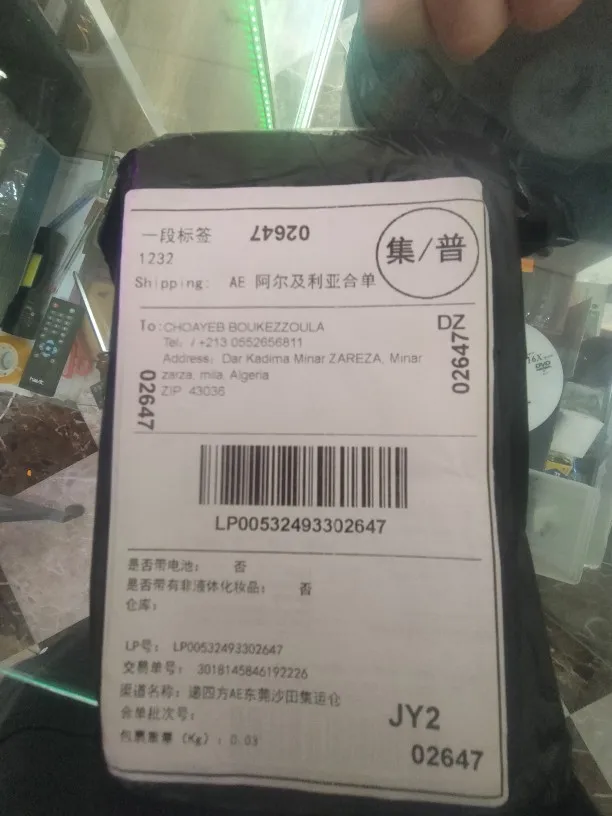 一段标签
02647
集/普
1232
Shipping: AE 阿尔及利亚合单
To: CHOAYEB BOUKEZZOULA
DZ
Tel: / +213 0552656811
Address: Dar Kadima Minar ZAREZA, Minar
zarza, mila, Algeria
ZIP 43036
02647
02647
LP00532493302647
是否带电池: 否
是否带有非液体化妆品: 否
仓库:
LP号: LP00532493302647
交易单号: 3018145846192226
渠道名称: 递四方AE东莞沙田集运仓
合单批次号:
JY2
包裹重量 (Kg): 0.03
02647
DVD